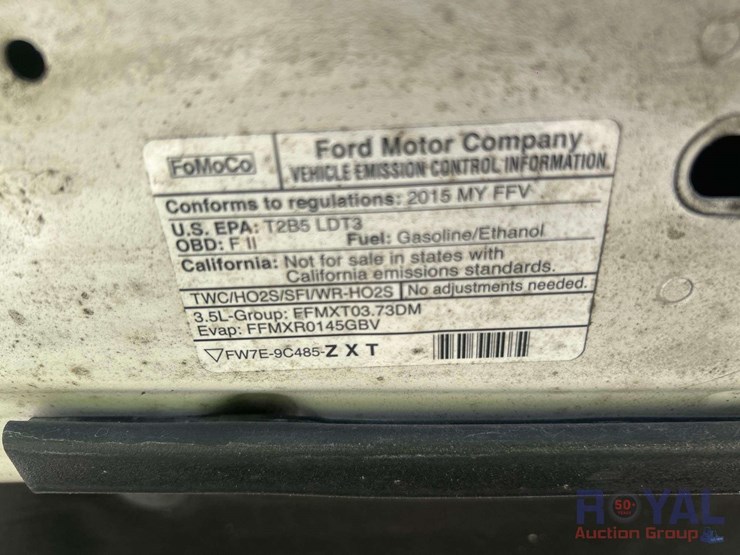 FoMoCo
Ford Motor Company
VEHICLE EMISSION CONTROL INFORMATION
Conforms to regulations: 2015 MY FFV
U.S. EPA: T2B5 LDT3
OBD: F II Fuel: Gasoline/Ethanol
California: Not for sale in states with
California emissions standards.
TWC/HO2S/SFI/WR-HO2S No adjustments needed.
3.5L-Group: EFMXT03.73DM
Evap: FFMXR0145GBV
FW7E-9C485-Z X T
ROYAL
50
Auction Group